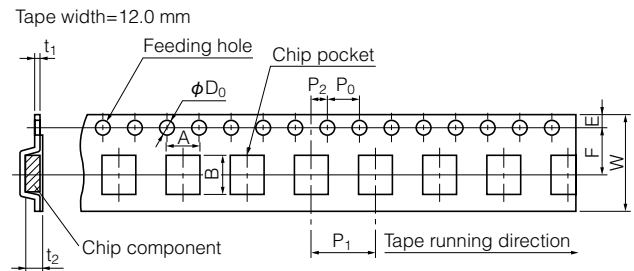 Tape width=12.0 mm
t1
Feeding hole
Chip pocket
ϕD0
P2
P0
A
B
E
F
W
t2
Chip component
P1
Tape running direction